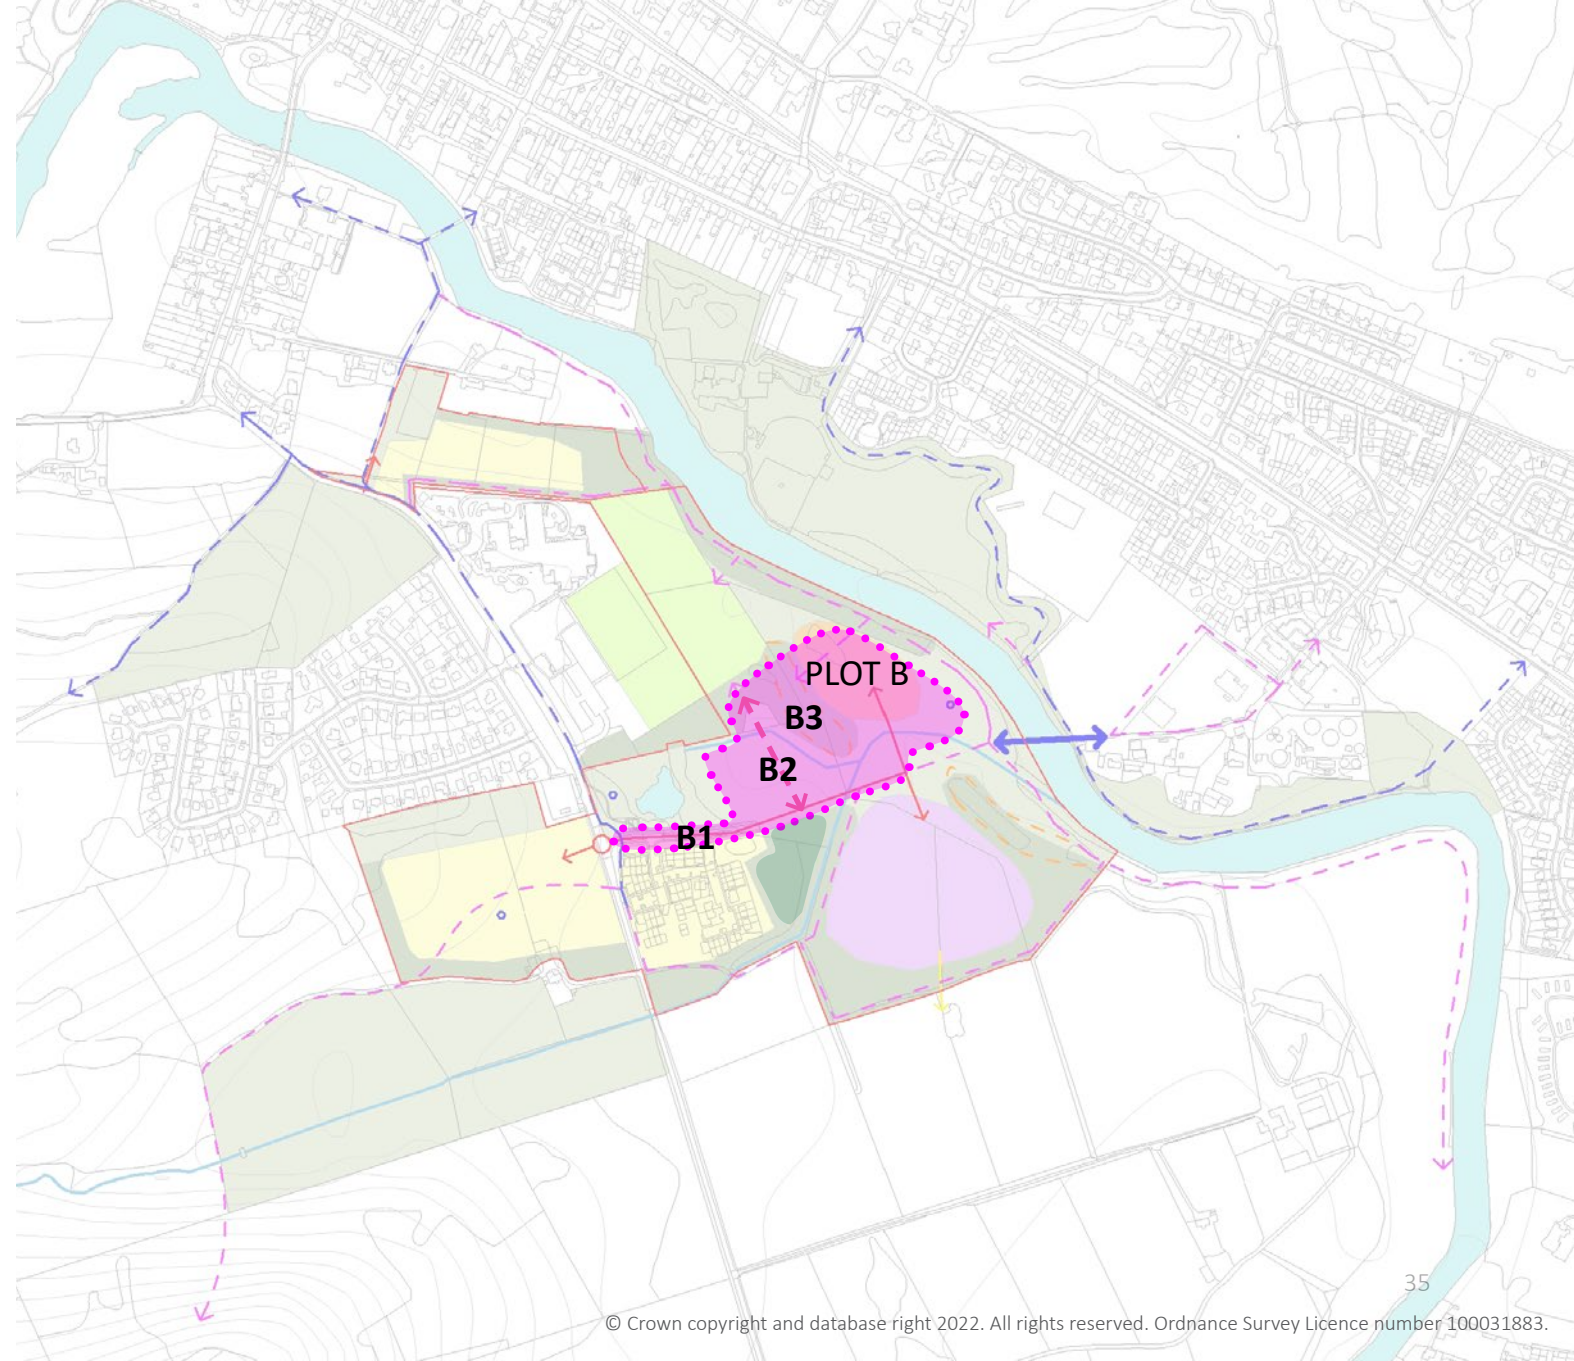 PLOT B
B3
B2
B1
35
© Crown copyright and database right 2022. All rights reserved. Ordnance Survey Licence number 100031883.